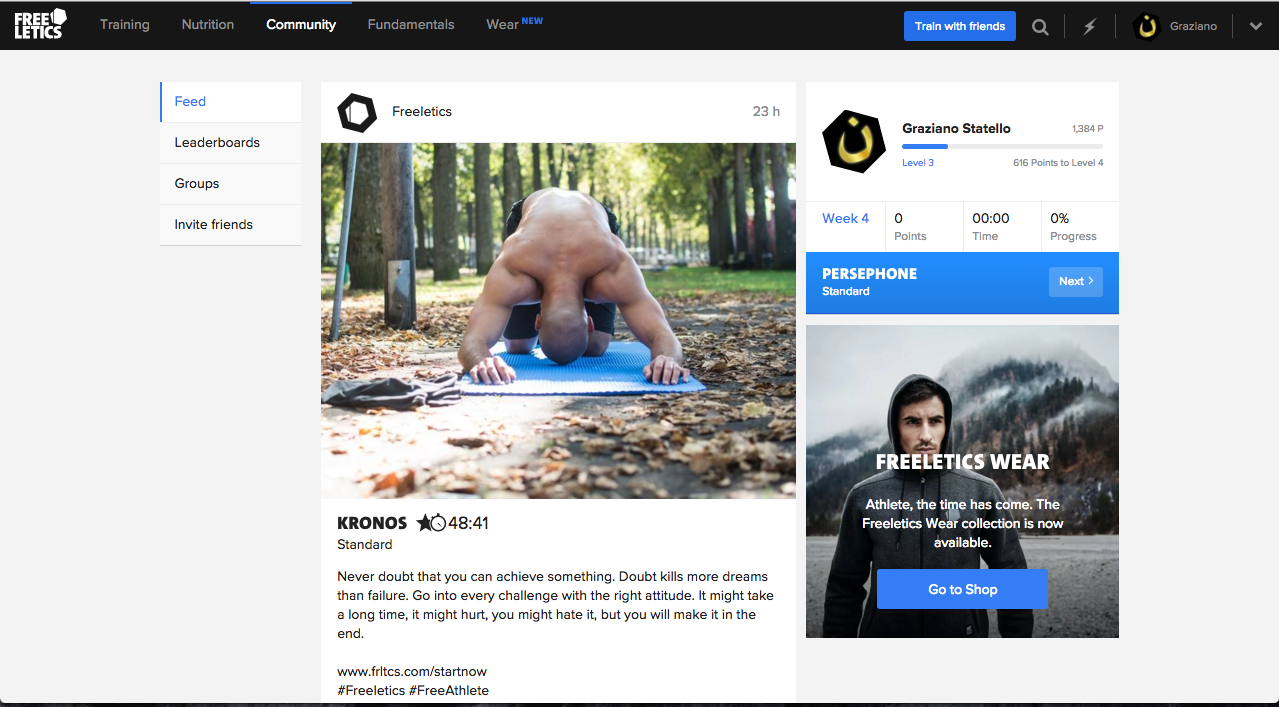 FREE
LETICS
Training
Nutrition
Community
Fundamentals
Wear NEW
Train with friends
Graziano
Feed
Leaderboards
Groups
Invite friends
Freeletics
23 h
KRONOS 48:41
Standard
Never doubt that you can achieve something. Doubt kills more dreams
than failure. Go into every challenge with the right attitude. It might take
a long time, it might hurt, you might hate it, but you will make it in the
end.
www.frltcs.com/startnow
#Freeletics #FreeAthlete
ن
Graziano Statello
1,384 P
Level 3
616 Points to Level 4
Week 4
0
Points
00:00
Time
0%
Progress
PERSEPHONE
Standard
Next >
FREELETICS WEAR
Athlete, the time has come. The
Freeletics Wear collection is now
available.
Go to Shop